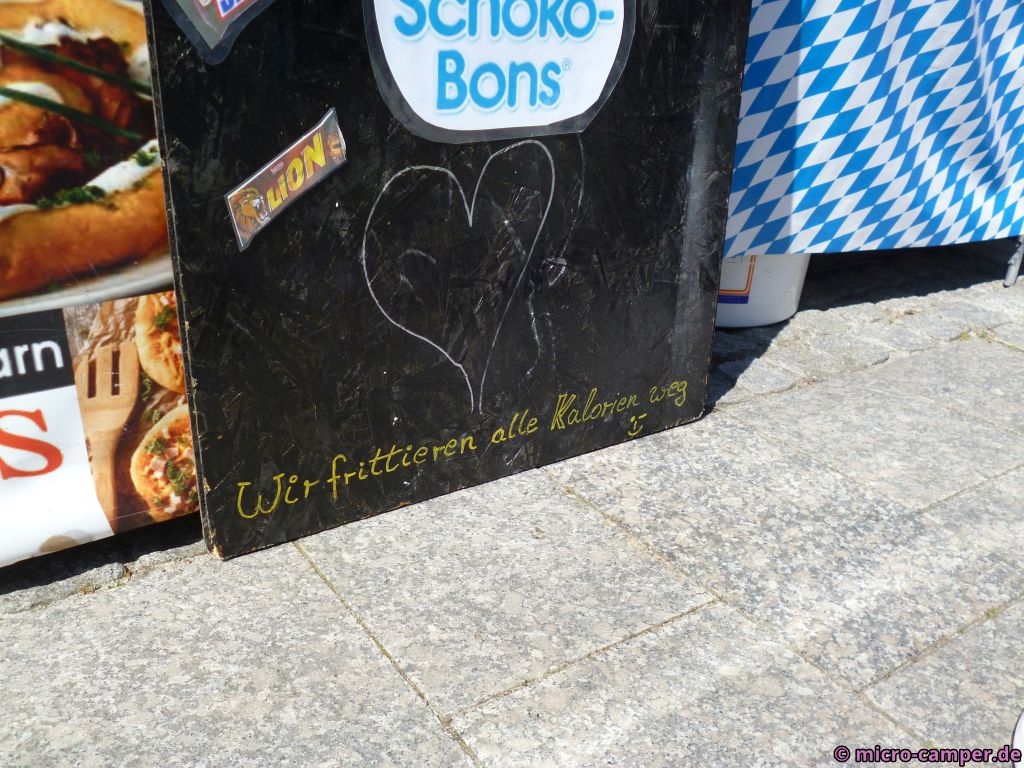 Schoko-
Bons®
LION
arn
S
Wir frittieren alle Kalorien weg
© micro-camper.de